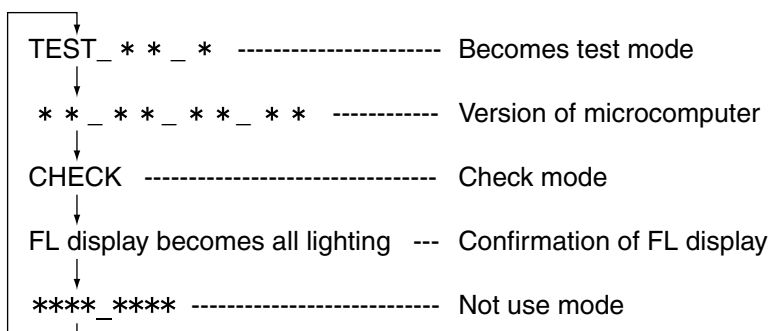 TEST_ * * _ * ----------------------- Becomes test mode
* * _ * * _ * * _ * * ------------ Version of microcomputer
CHECK -------------------------------- Check mode
FL display becomes all lighting --- Confirmation of FL display
****_**** --------------------------- Not use mode